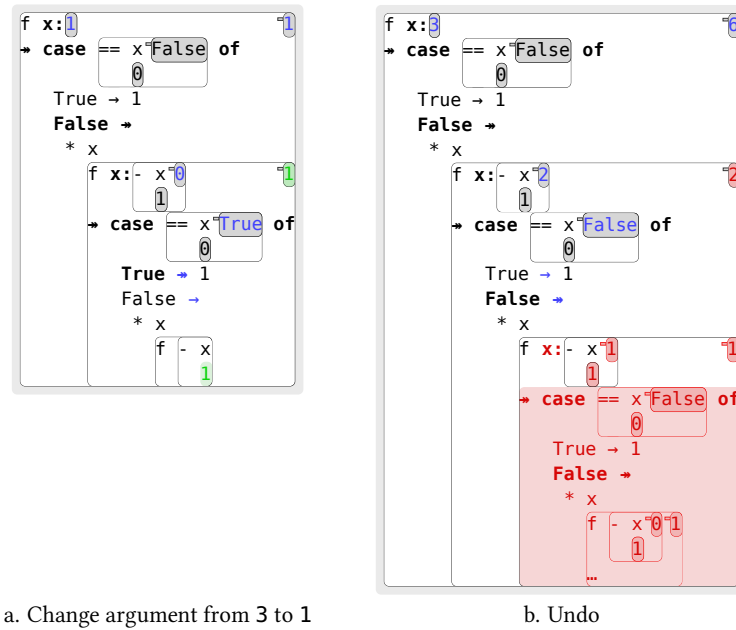 f x:1 1
↠ case == x False of
0
True → 1
False ↠
* x
f x:- x 0 1
1
↠ case == x True of
0
True ↠ 1
False →
* x
f - x
1
a. Change argument from 3 to 1
f x:3 6
↠ case == x False of
0
True → 1
False ↠
* x
f x:- x 2 2
1
↠ case == x False of
0
True → 1
False ↠
* x
f x:- x 1 1
1
↠ case == x False of
0
True → 1
False ↠
* x
f - x 0 1
1
…
b. Undo